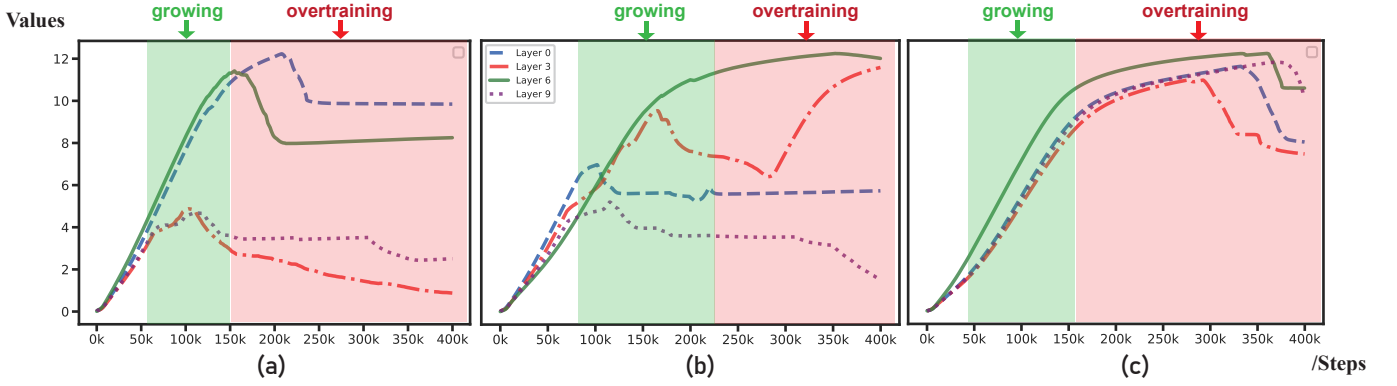 growing overtraining growing overtraining growing overtraining
Values
12
10
8
6
4
2
0
Layer 0
Layer 3
Layer 6
Layer 9
0k 50k 100k 150k 200k 250k 300k 350k 400k 0k 50k 100k 150k 200k 250k 300k 350k 400k 0k 50k 100k 150k 200k 250k 300k 350k 400k
(a) (b) (c) /Steps